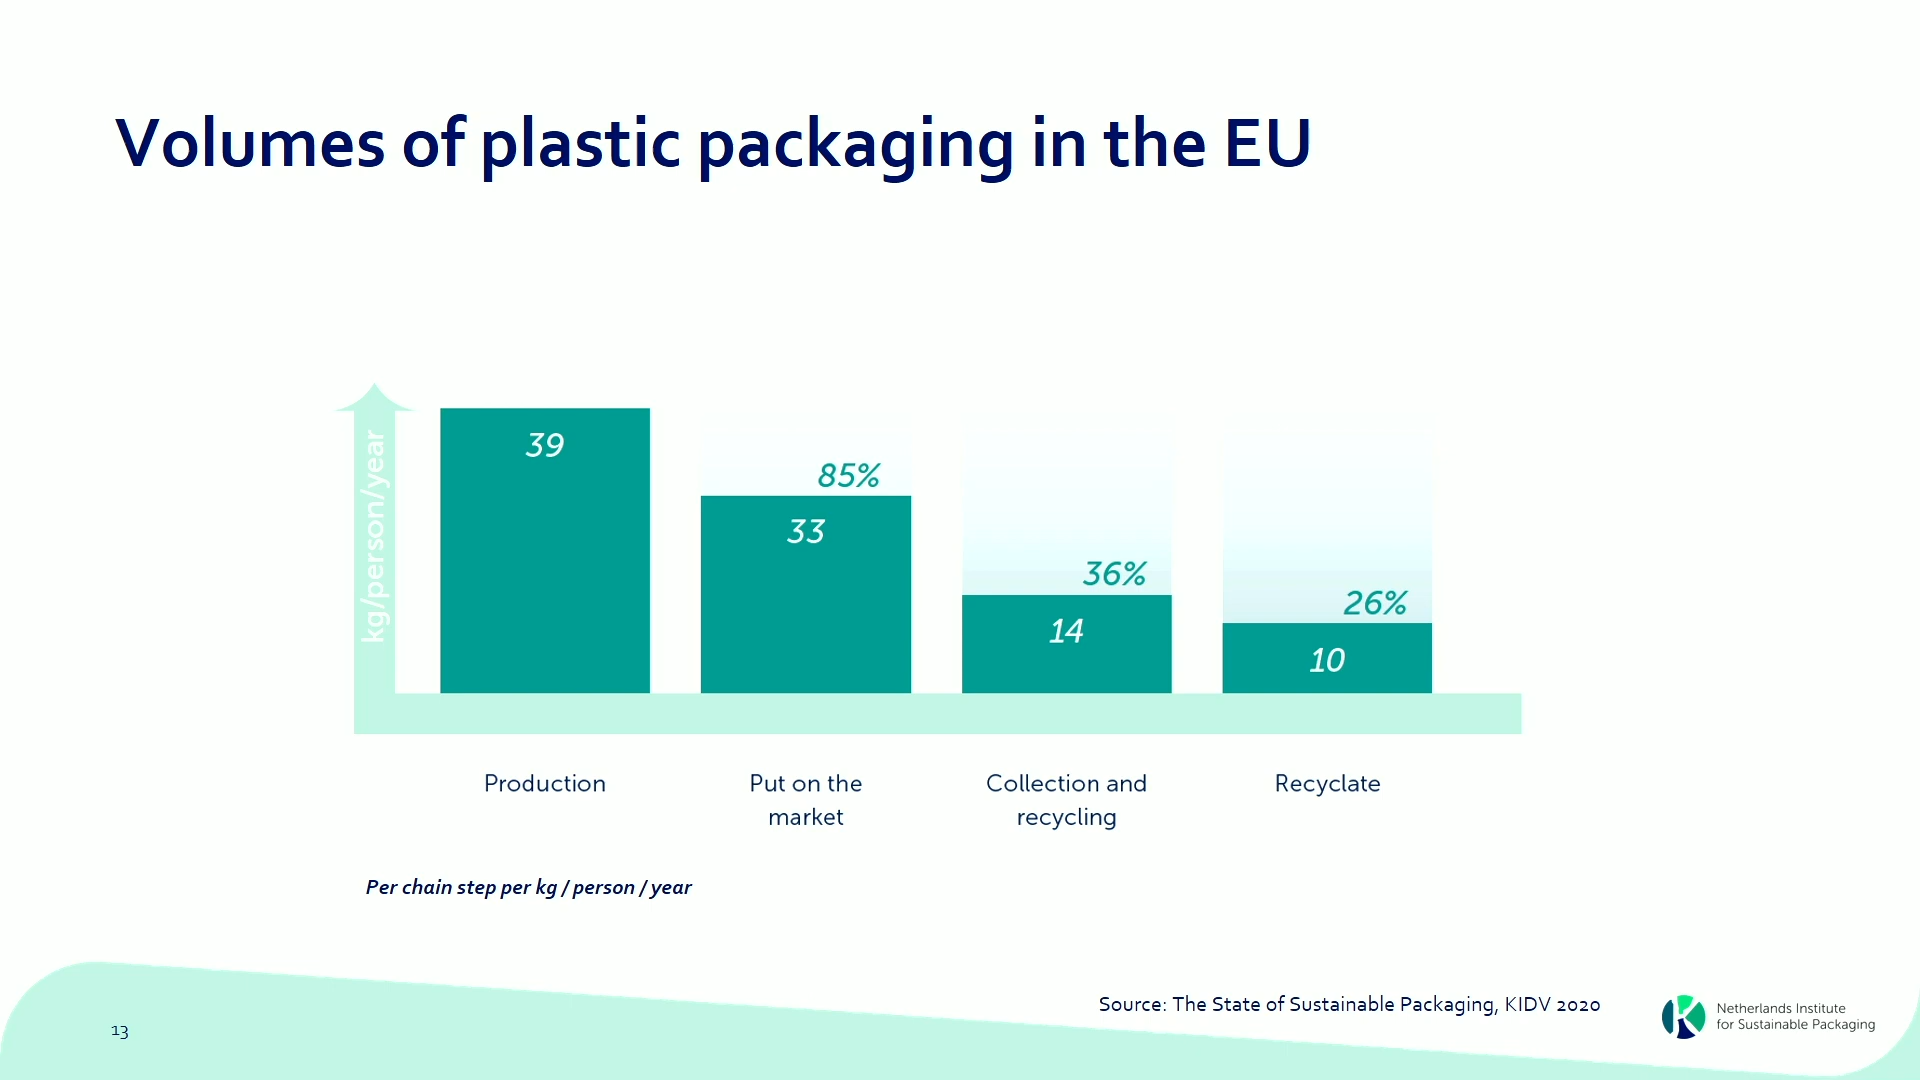 Volumes of plastic packaging in the EU
kg/person/year
39
85%
33
36%
14
26%
10
Production
Put on the
market
Collection and
recycling
Recyclate
Per chain step per kg / person / year
Source: The State of Sustainable Packaging, KIDV 2020
Netherlands Institute
for Sustainable Packaging
13